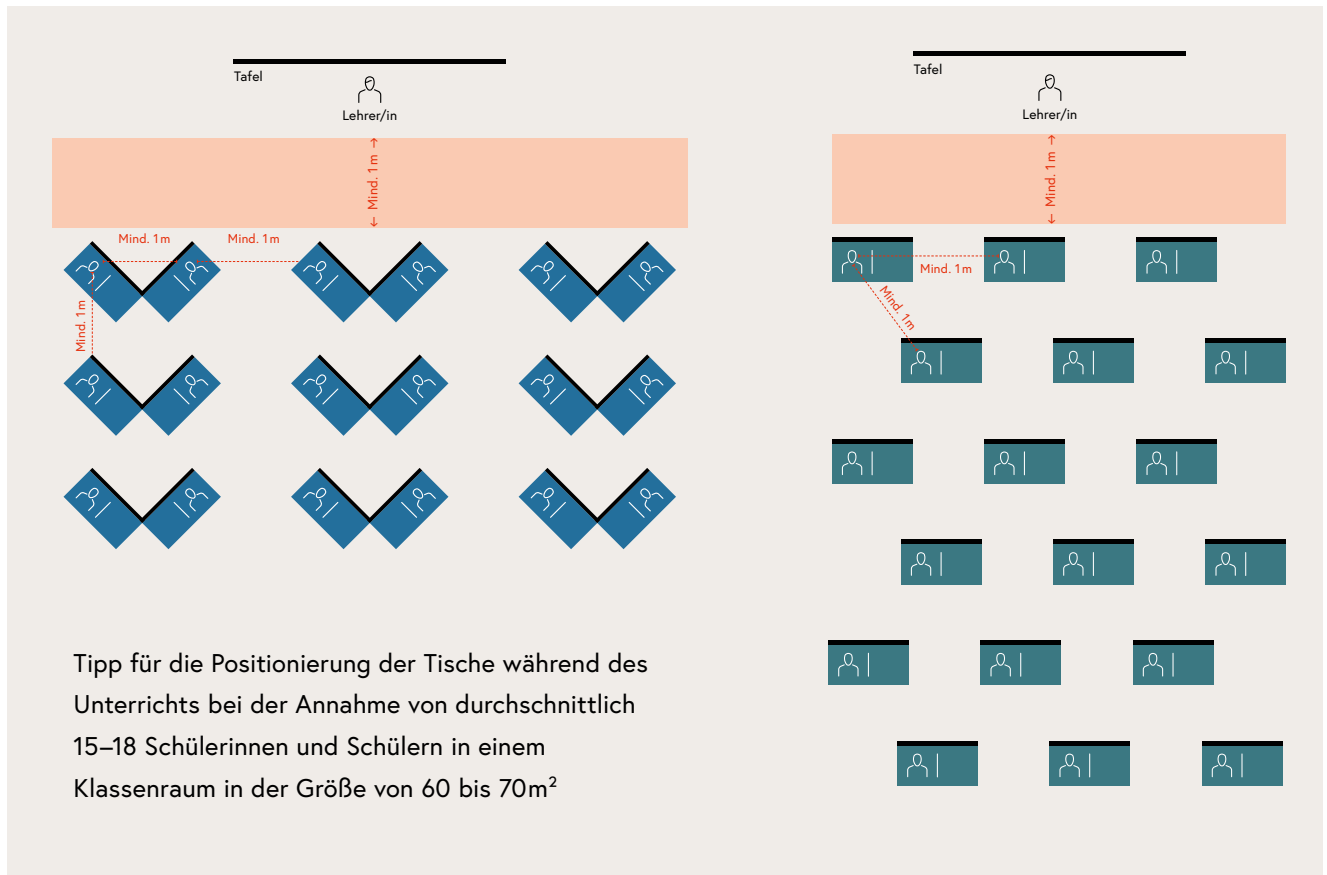 Tafel
Lehrer/in
Mind. 1m
Mind. 1m
Mind. 1m
Mind. 1m
Tipp für die Positionierung der Tische während des
Unterrichts bei der Annahme von durchschnittlich
15–18 Schülerinnen und Schülern in einem
Klassenraum in der Größe von 60 bis 70m²
Tafel
Lehrer/in
Mind. 1m
Mind. 1m
Mind. 1m